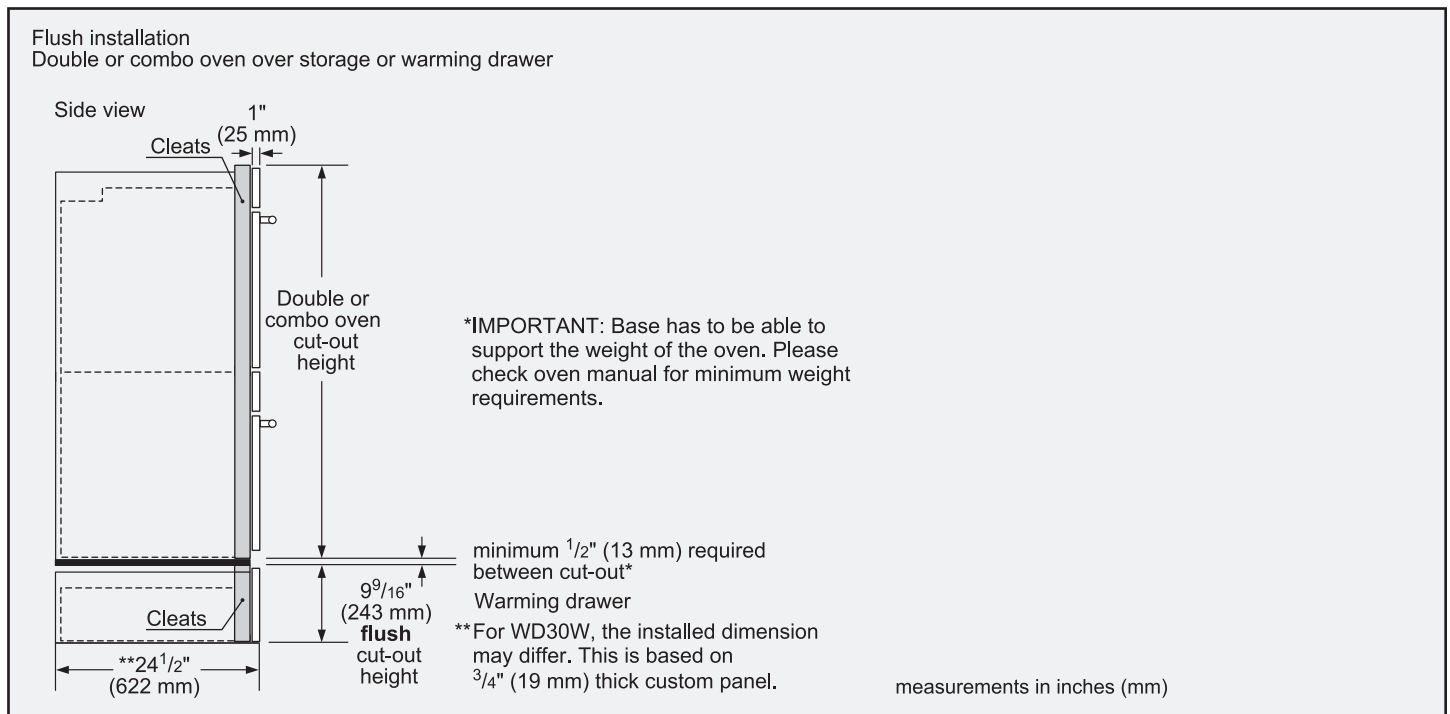 Flush installation
Double or combo oven over storage or warming drawer
Side view
1"
(25 mm)
Cleats
Double or
combo oven
cut-out
height
*IMPORTANT: Base has to be able to
support the weight of the oven. Please
check oven manual for minimum weight
requirements.
minimum 1/2" (13 mm) required
between cut-out*
9 9/16"
(243 mm)
flush
cut-out
height
Warming drawer
Cleats
**For WD30W, the installed dimension
may differ. This is based on
3/4" (19 mm) thick custom panel.
**24 1/2"
(622 mm)
measurements in inches (mm)